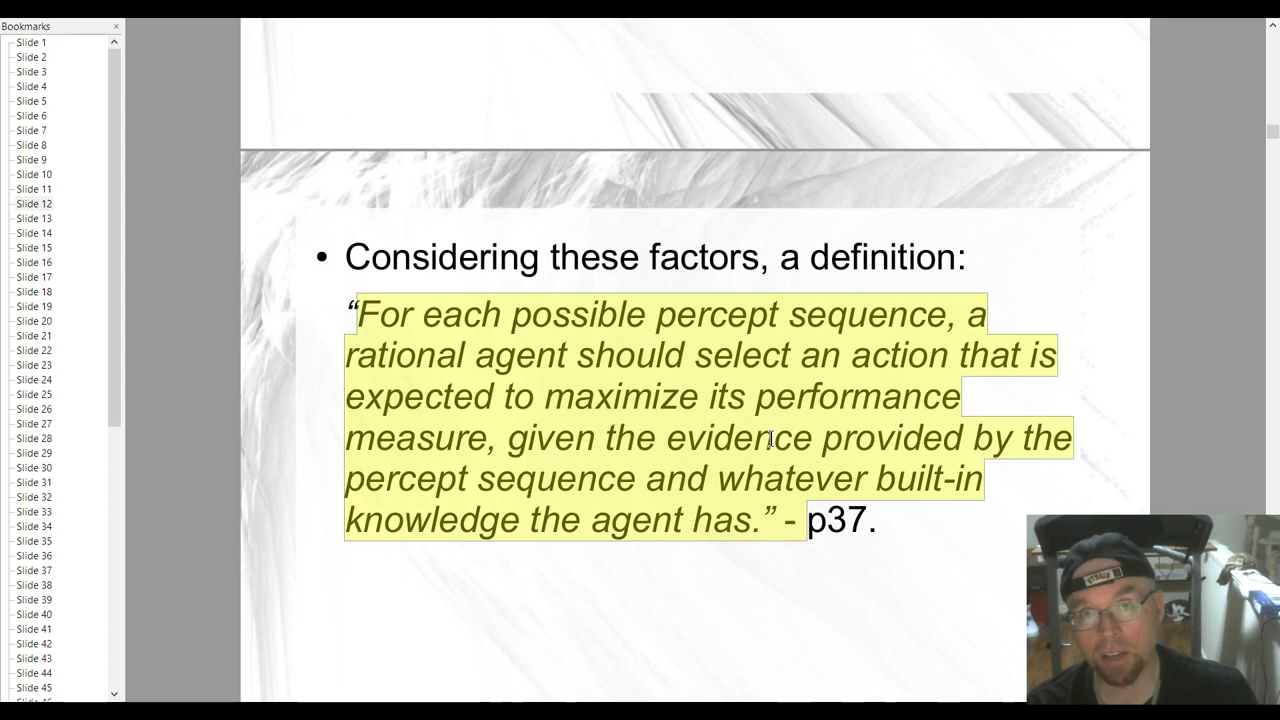 Bookmarks
Slide 1
Slide 2
Slide 3
Slide 4
Slide 5
Slide 6
Slide 7
Slide 8
Slide 9
Slide 10
Slide 11
Slide 12
Slide 13
Slide 14
Slide 15
Slide 16
Slide 17
Slide 18
Slide 19
Slide 20
Slide 21
Slide 22
Slide 23
Slide 24
Slide 25
Slide 26
Slide 27
Slide 28
Slide 29
Slide 30
Slide 31
Slide 32
Slide 33
Slide 34
Slide 35
Slide 36
Slide 37
Slide 38
Slide 39
Slide 40
Slide 41
Slide 42
Slide 43
Slide 44
Slide 45
• Considering these factors, a definition:
“For each possible percept sequence, a
rational agent should select an action that is
expected to maximize its performance
measure, given the evidence provided by the
percept sequence and whatever built-in
knowledge the agent has.” - p37.